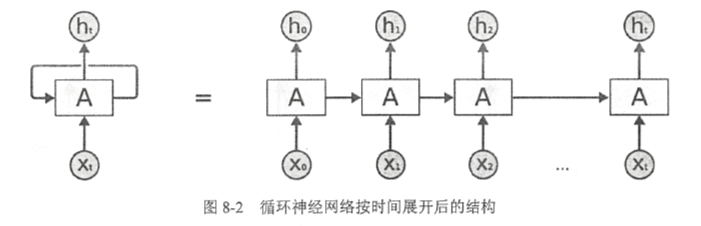 hₜ h₀ h₁ h₂ hₜ
A = A A A A
xₜ x₀ x₁ x₂ ... xₜ
图 8-2 循环神经网络按时间展开后的结构